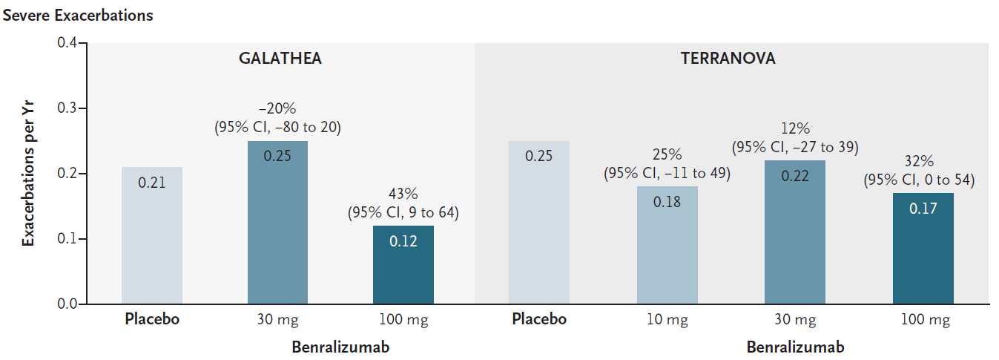 Severe Exacerbations
Exacerbations per Yr
0.4
0.3
0.2
0.1
0.0
GALATHEA
–20%
(95% CI, –80 to 20)
43%
(95% CI, 9 to 64)
0.21
0.25
0.12
Placebo
30 mg
100 mg
Benralizumab
TERRANOVA
25%
(95% CI, –11 to 49)
12%
(95% CI, –27 to 39)
32%
(95% CI, 0 to 54)
0.25
0.18
0.22
0.17
Placebo
10 mg
30 mg
100 mg
Benralizumab